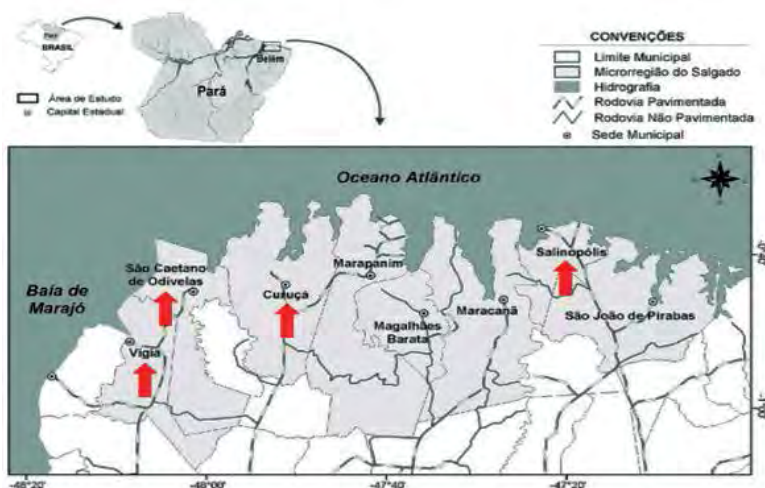 Pará
BRASIL
Área de Estudo
Capital Estadual
Pará
Belém
CONVENÇÕES
Limite Municipal
Microrregião do Salgado
Hidrografia
Rodovia Pavimentada
Rodovia Não Pavimentada
Sede Municipal
Oceano Atlântico
Baía de
Marajó
São Caetano
de Odivelas
Vigia
Curuçá
Marapanim
Magalhães
Barata
Maracanã
Salinopólis
São João de Pirabas
-48°20
-48°00
-47°40
-47°20